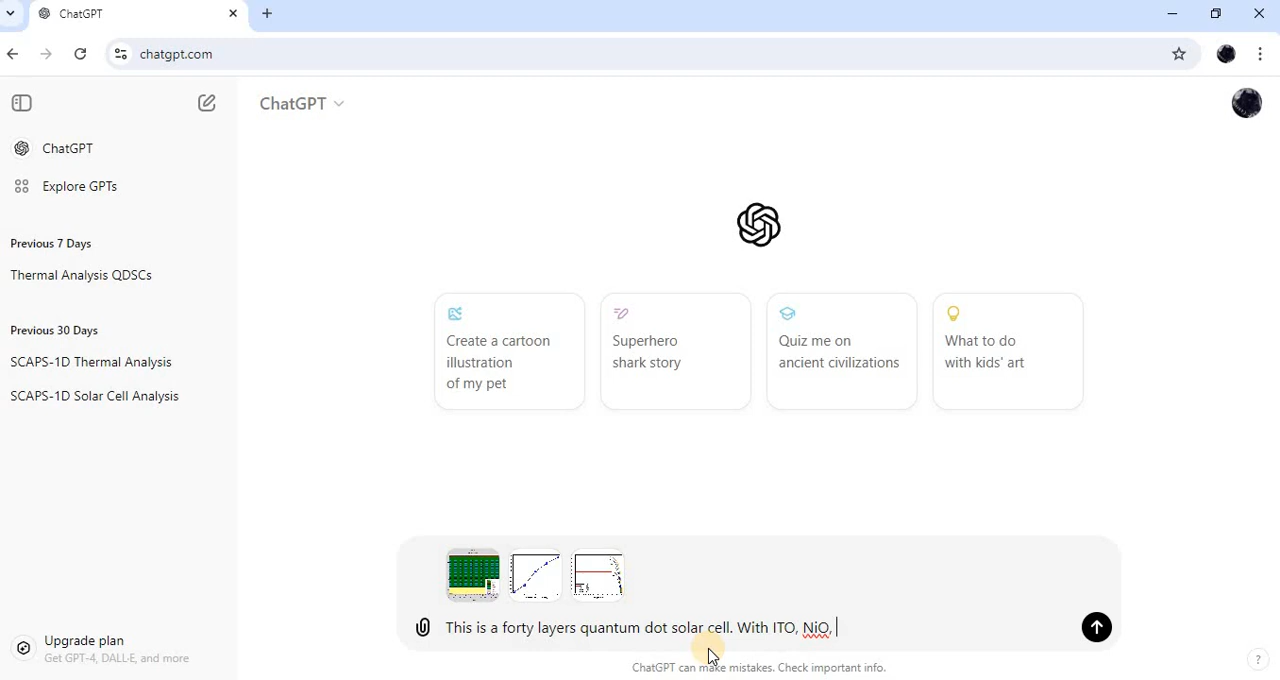 ChatGPT
chatgpt.com
ChatGPT
ChatGPT
Explore GPTs
Previous 7 Days
Thermal Analysis QDSCs
Previous 30 Days
SCAPS-1D Thermal Analysis
SCAPS-1D Solar Cell Analysis
Create a cartoon
illustration
of my pet
Superhero
shark story
Quiz me on
ancient civilizations
What to do
with kids' art
This is a forty layers quantum dot solar cell. With ITO, NiO,
Upgrade plan
Get GPT-4, DALL·E, and more
ChatGPT can make mistakes. Check important info.
?